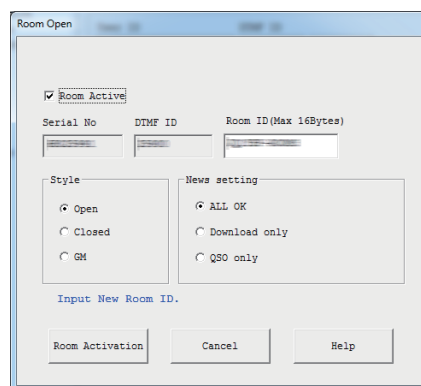 Room Open
Room Active
Serial No DTMF ID Room ID(Max 16Bytes)
Style News setting
Open ALL OK
Closed Download only
GM QSO only
Input New Room ID.
Room Activation Cancel Help